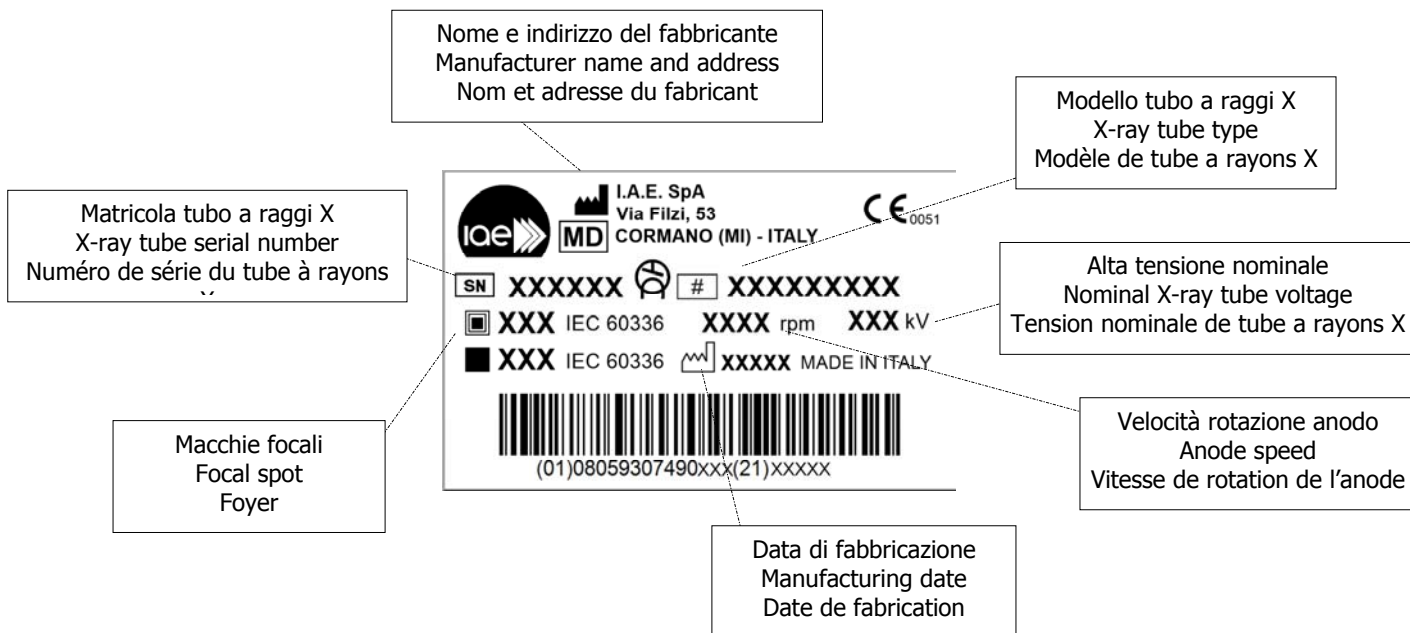 Nome e indirizzo del fabbricante
Manufacturer name and address
Nom et adresse du fabricant
Modello tubo a raggi X
X-ray tube type
Modèle de tube a rayons X
Matricola tubo a raggi X
X-ray tube serial number
Numéro de série du tube à rayons
iae
I.A.E. SpA
Via Filzi, 53
MD CORMANO (MI) - ITALY
CE 0051
SN XXXXXX # XXXXXXXXX
XXX IEC 60336 XXXX rpm XXX kV
XXX IEC 60336 XXXXX MADE IN ITALY
(01)08059307490xxx(21)XXXXX
Alta tensione nominale
Nominal X-ray tube voltage
Tension nominale de tube a rayons X
Macchie focali
Focal spot
Foyer
Velocità rotazione anodo
Anode speed
Vitesse de rotation de l’anode
Data di fabbricazione
Manufacturing date
Date de fabrication